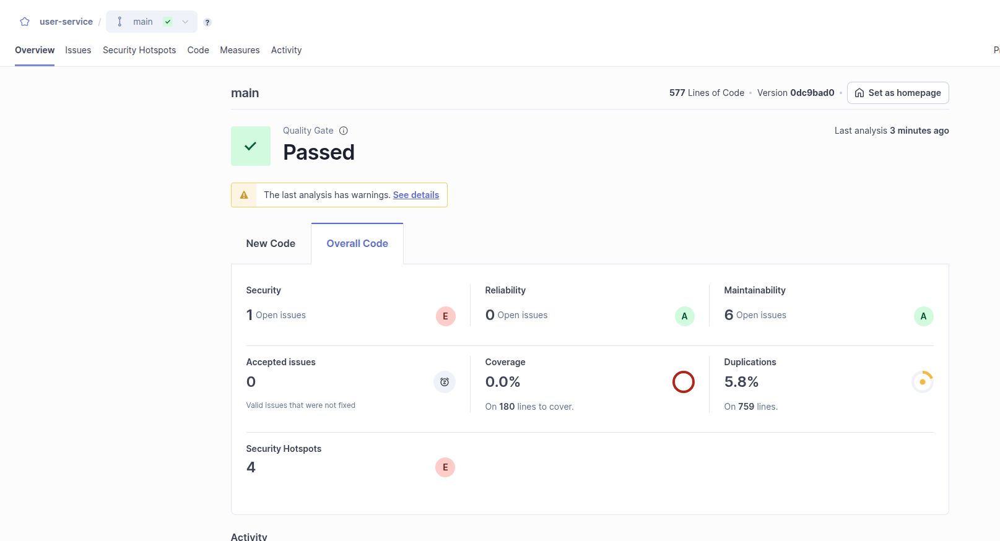 user-service / main ?
Overview Issues Security Hotspots Code Measures Activity
main
577 Lines of Code • Version 0dc9bad0 • Set as homepage
Quality Gate
Last analysis 3 minutes ago
Passed
The last analysis has warnings. See details
New Code Overall Code
Security Reliability Maintainability
1 Open issues E 0 Open issues A 6 Open issues A
Accepted issues Coverage Duplications
0 0.0% 5.8%
Valid issues that were not fixed On 180 lines to cover. On 759 lines.
Security Hotspots
4 E
Activity